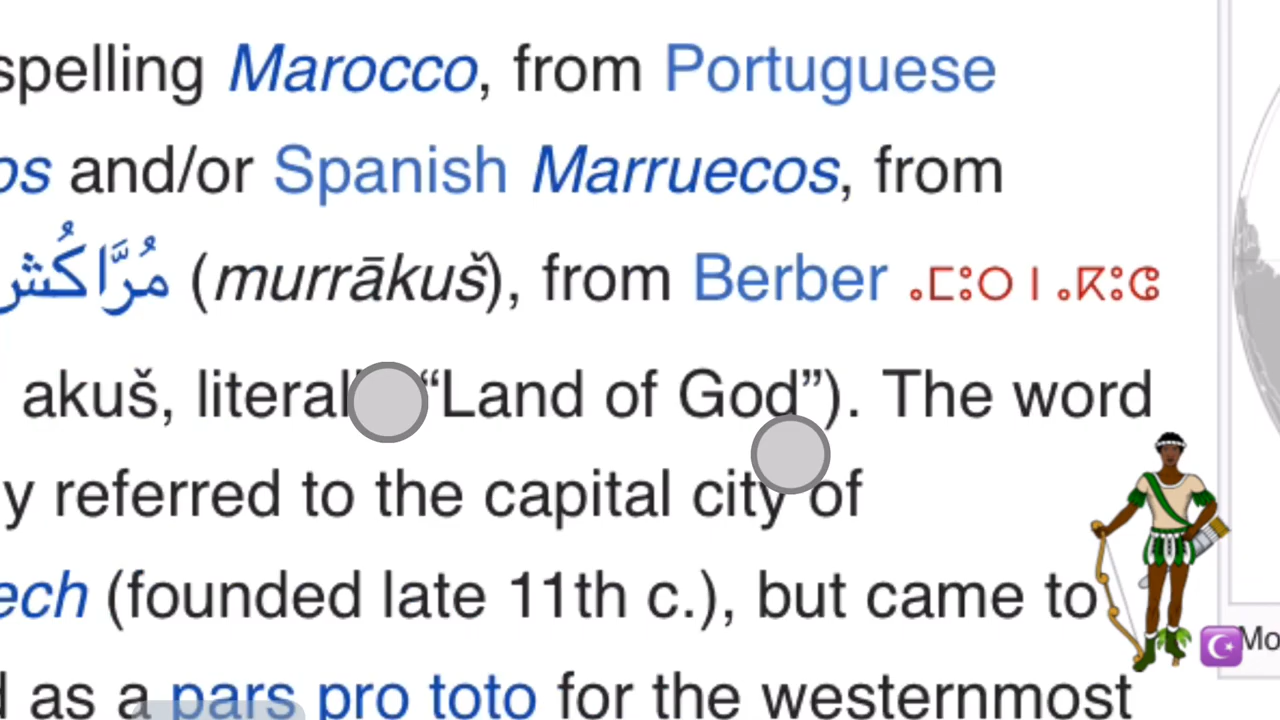 spelling Marocco, from Portuguese
os and/or Spanish Marruecos, from
مُرَّاكُش (murrākuš), from Berber ⴰⵎⵓⵔ ⵏ ⴰⴽⵓⵛ
akuš, “Land of God”). The word
y referred to the capital city of
ech (founded late 11th c.), but came to
d as a pars pro toto for the westernmost
Mo